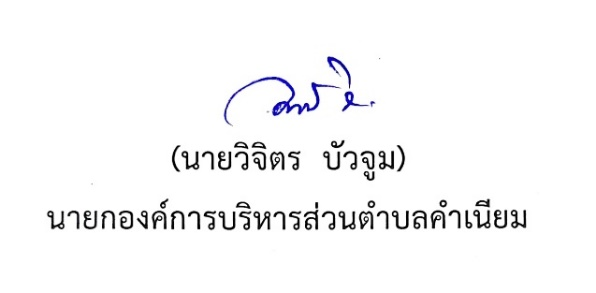 (นายวิจิตร บัวจูม)
นายกองค์การบริหารส่วนตำบลคำเนียม